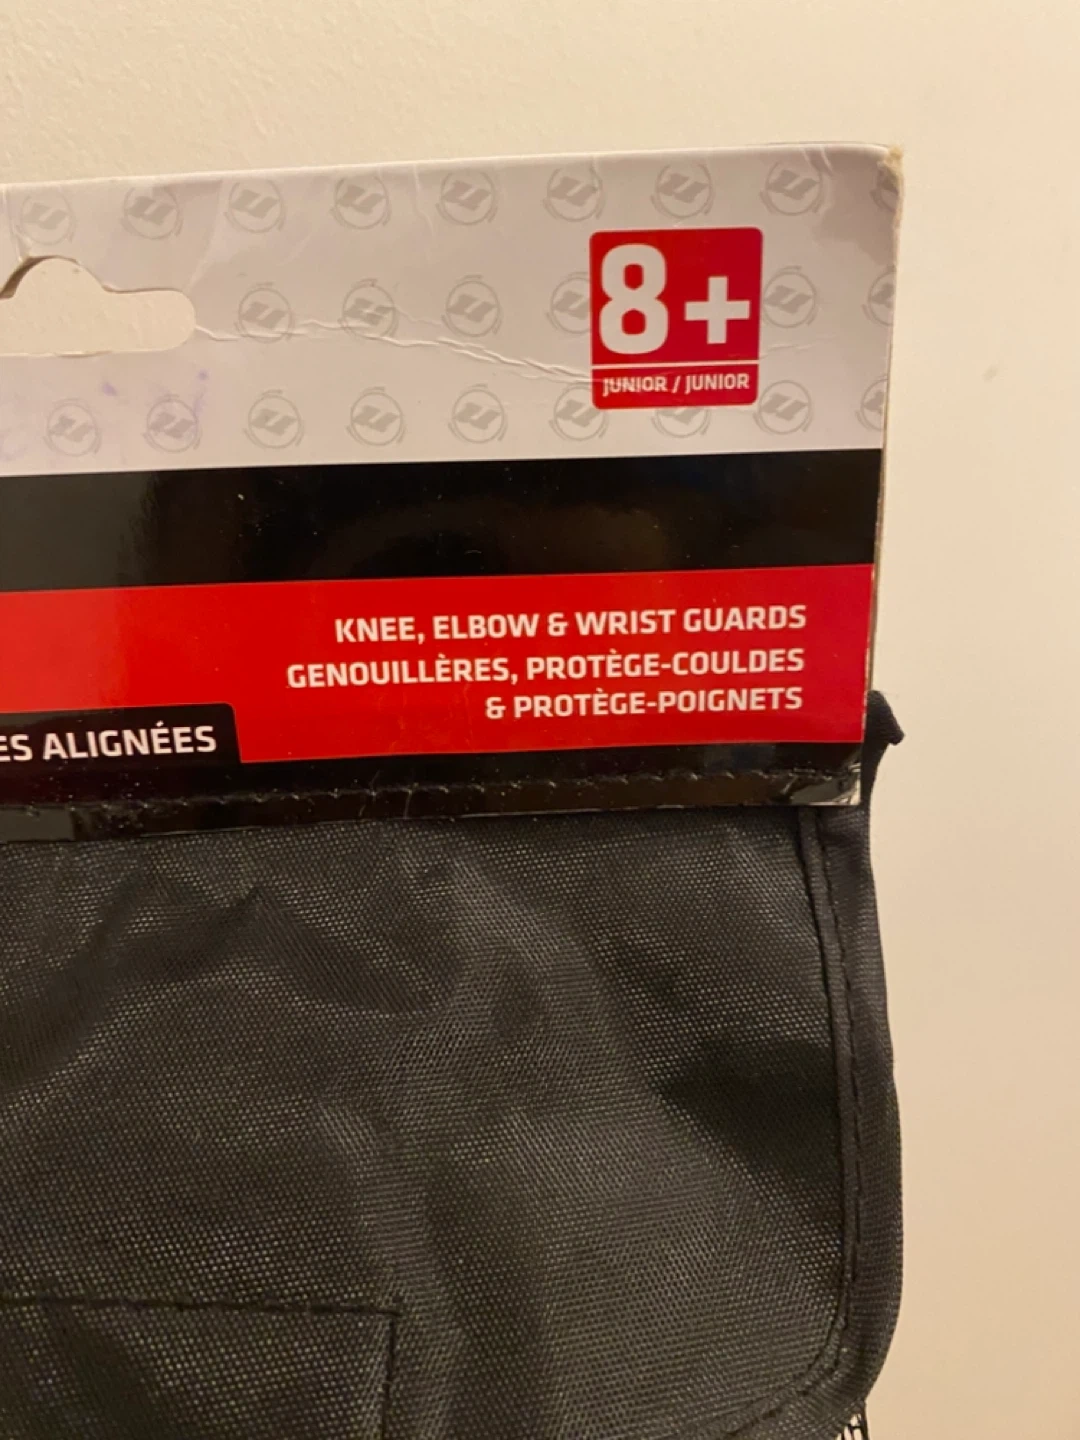 8+
JUNIOR / JUNIOR
KNEE, ELBOW & WRIST GUARDS
GENOUILLÈRES, PROTÈGE-COULDES
& PROTÈGE-POIGNETS
ES ALIGNÉES